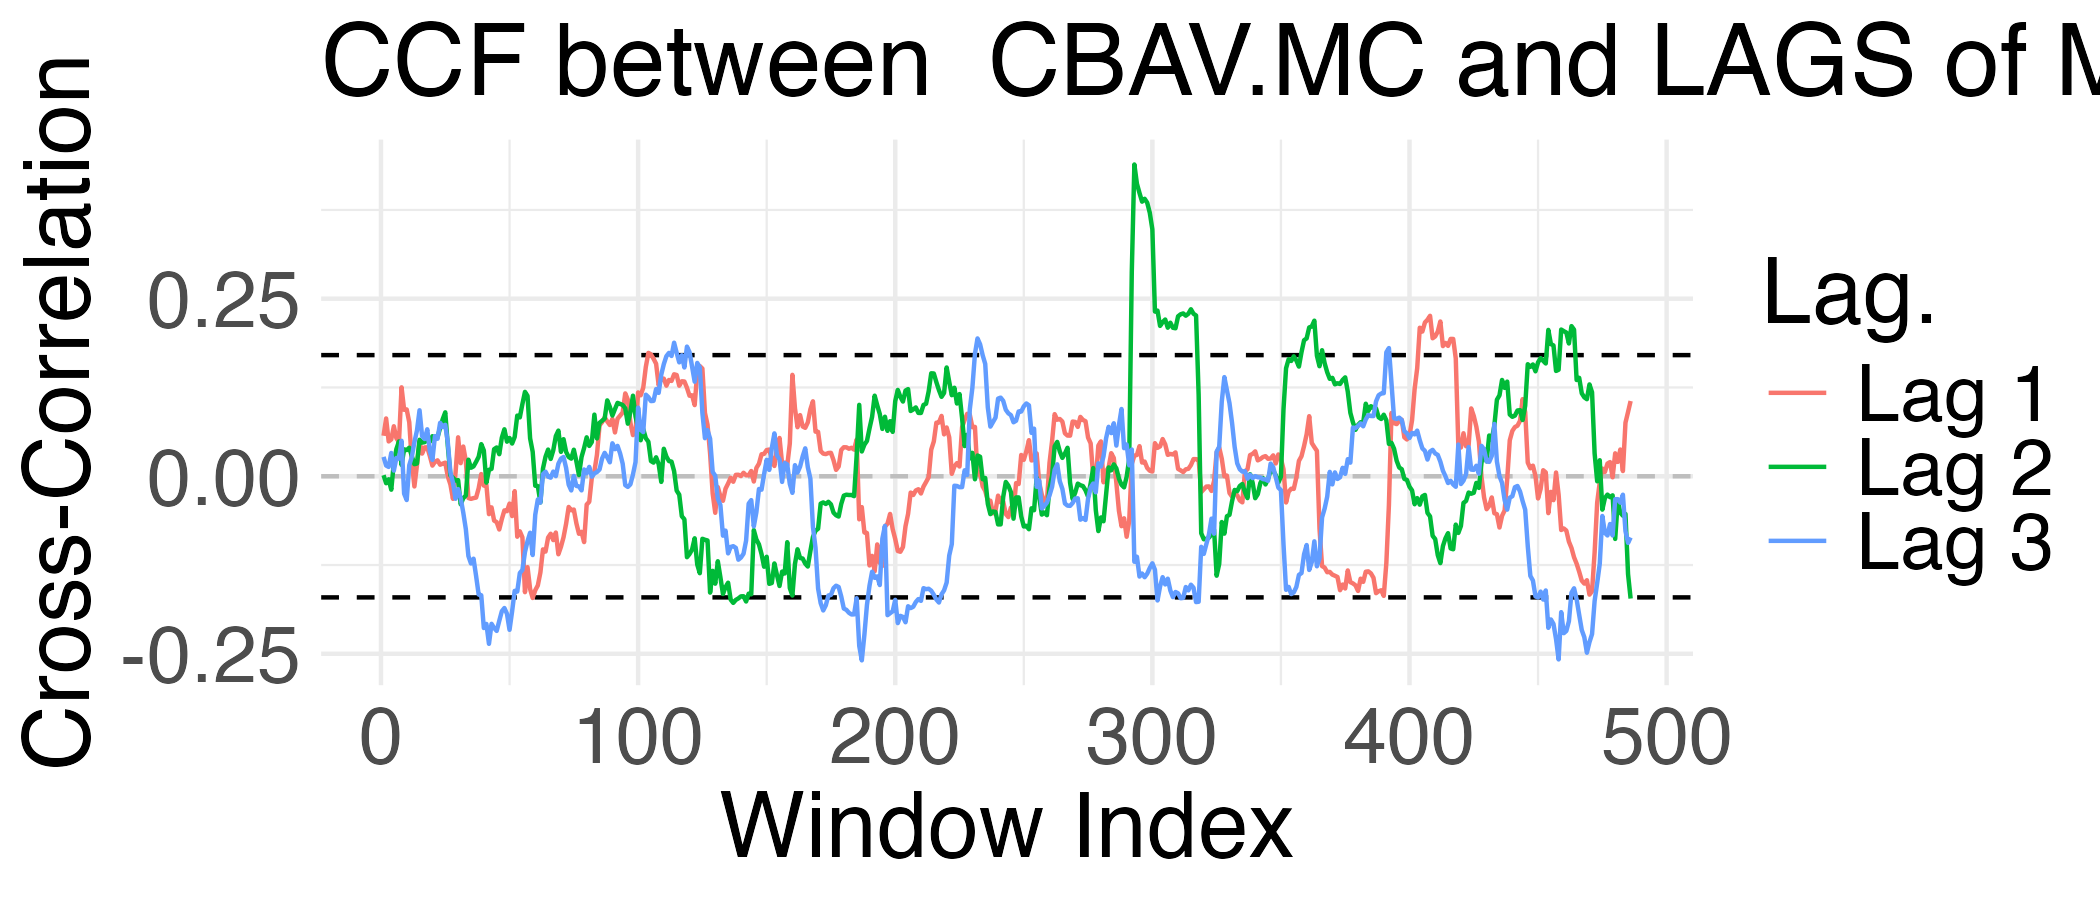 CCF between  CBAV.MC and LAGS of M
Cross-Correlation
0.25
0.00
-0.25
0 100 200 300 400 500
Window Index
Lag.
Lag 1
Lag 2
Lag 3